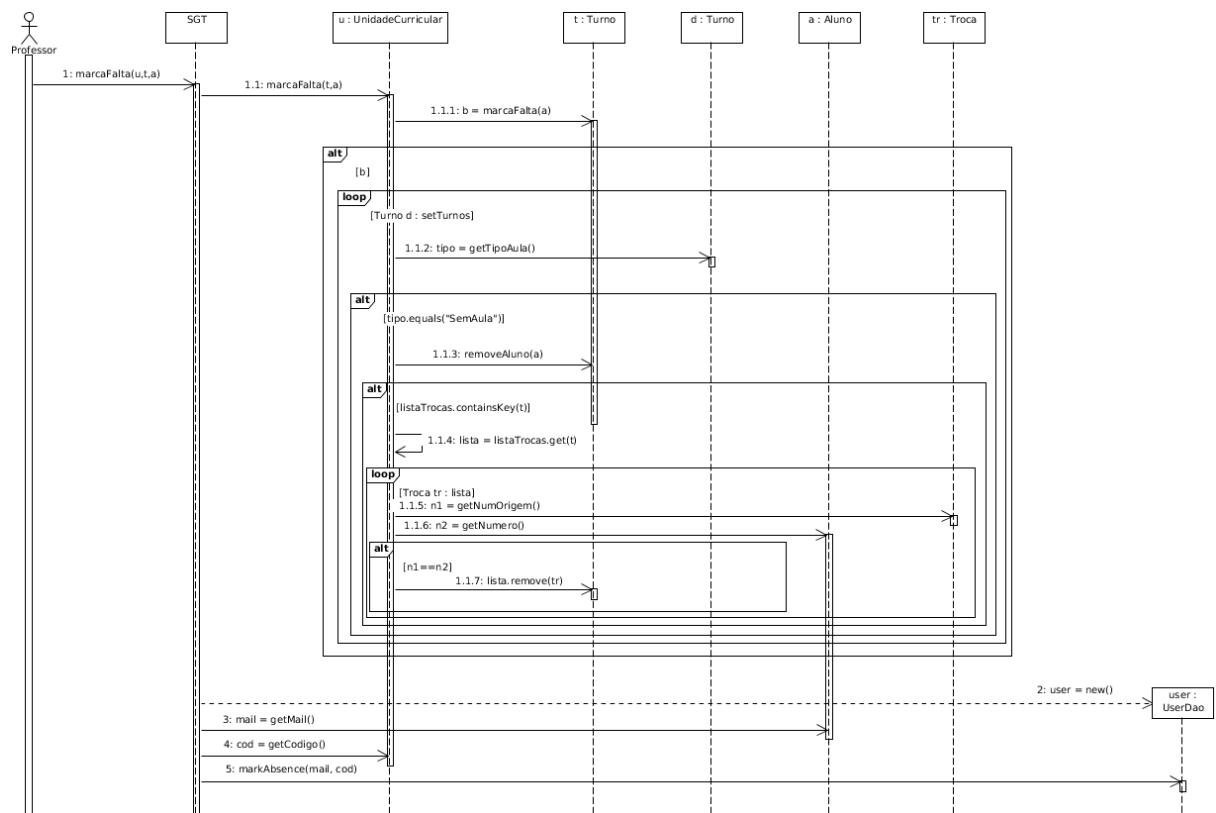 SGT
u : UnidadeCurricular
t : Turno
d : Turno
a : Aluno
tr : Troca
Professor
1: marcaFalta(u,t,a)
1.1: marcaFalta(t,a)
1.1.1: b = marcaFalta(a)
alt
[b]
loop
[Turno d : setTurnos]
1.1.2: tipo = getTipoAula()
alt
[tipo.equals("SemAula")]
1.1.3: removeAluno(a)
alt
[listaTrocas.containsKey(t)]
1.1.4: lista = listaTrocas.get(t)
loop
[Troca tr : lista]
1.1.5: n1 = getNumOrigem()
1.1.6: n2 = getNumero()
alt
[n1==n2]
1.1.7: lista.remove(tr)
2: user = new()
user :
UserDao
3: mail = getMail()
4: cod = getCodigo()
5: markAbsence(mail, cod)